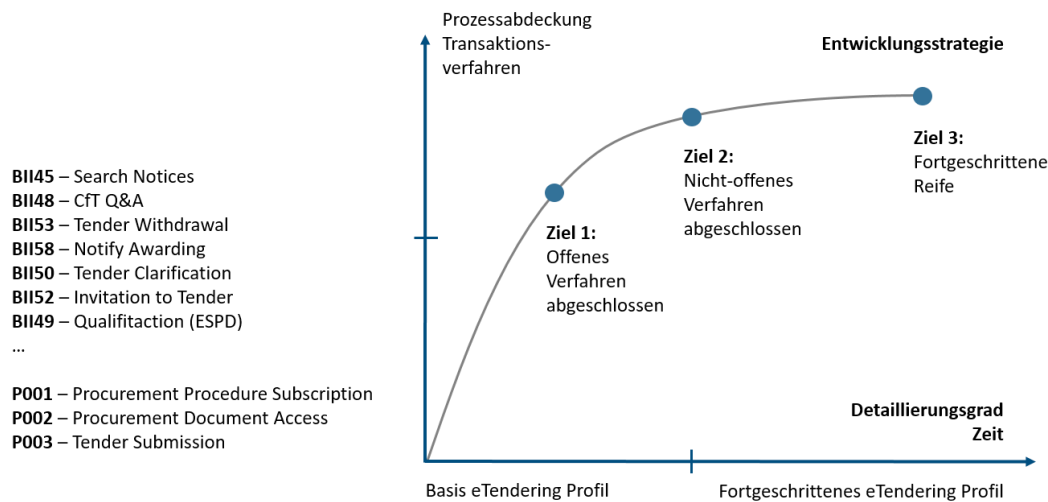 Prozessabdeckung
Transaktions-
verfahren
Entwicklungsstrategie
BII45 – Search Notices
BII48 – CfT Q&A
BII53 – Tender Withdrawal
BII58 – Notify Awarding
BII50 – Tender Clarification
BII52 – Invitation to Tender
BII49 – Qualifitaction (ESPD)
...
P001 – Procurement Procedure Subscription
P002 – Procurement Document Access
P003 – Tender Submission
Ziel 1:
Offenes
Verfahren
abgeschlossen
Ziel 2:
Nicht-offenes
Verfahren
abgeschlossen
Ziel 3:
Fortgeschrittene
Reife
Detaillierungsgrad
Zeit
Basis eTendering Profil
Fortgeschrittenes eTendering Profil